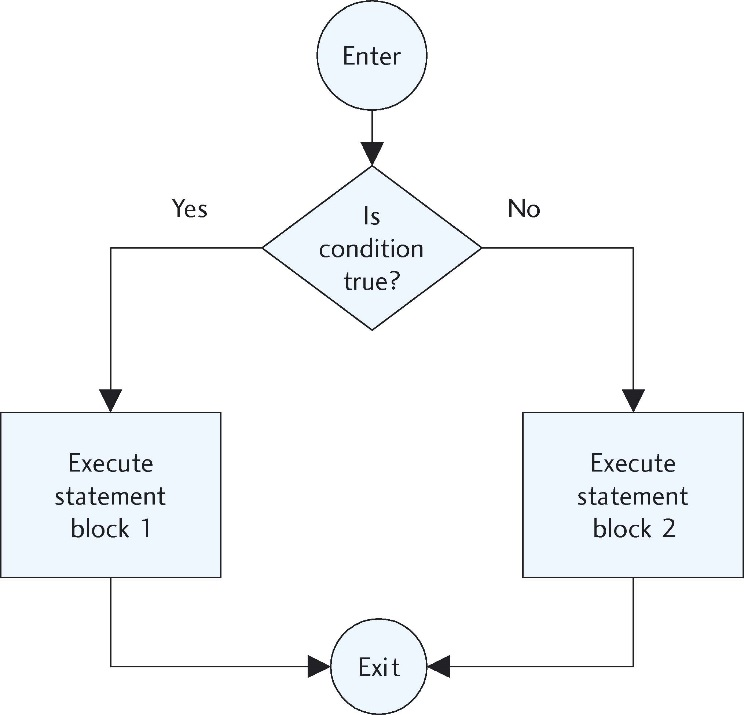 Enter
Yes
No
Is
condition
true?
Execute
statement
block 1
Execute
statement
block 2
Exit